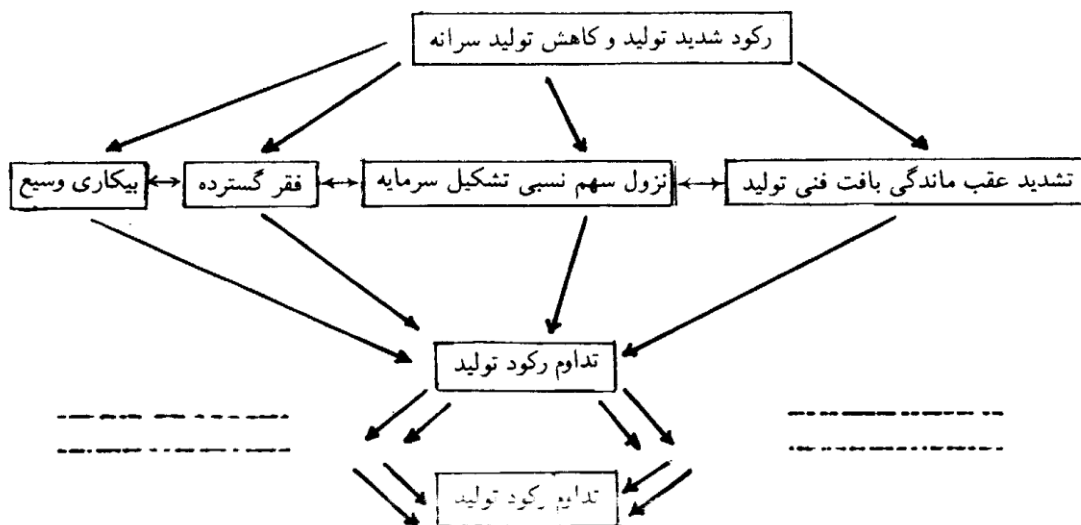 رکود شدید تولید و کاهش تولید سرانه
تشدید عقب ماندگی بافت فنی تولید
نزول سهم نسبی تشکیل سرمایه
فقر گسترده
بیکاری وسیع
تداوم رکود تولید
تداوم رکود تولید